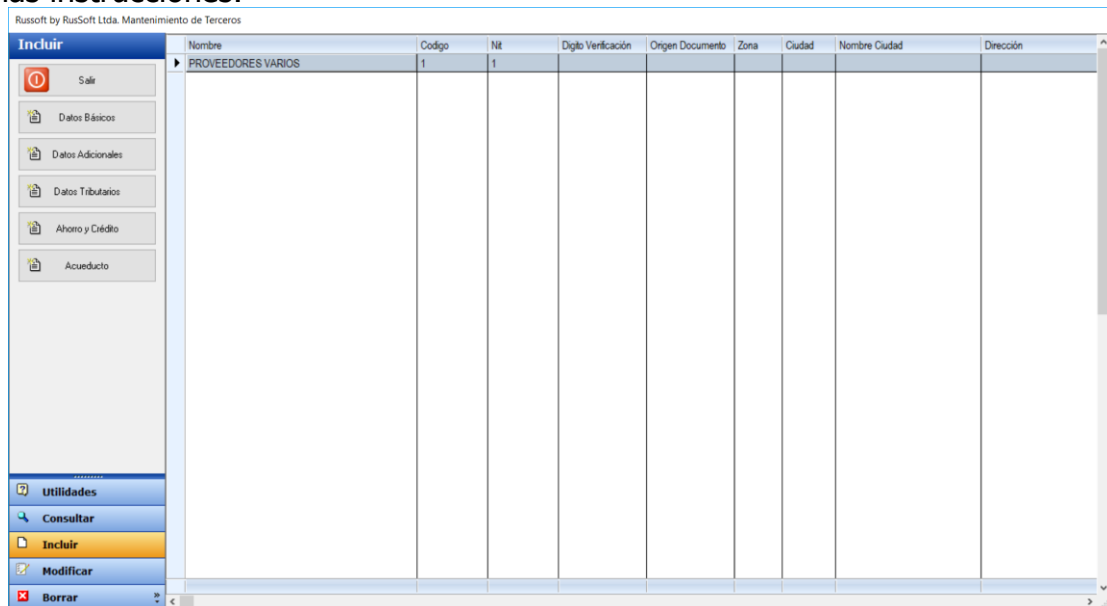 las instrucciones.
Russoft by RusSoft Ltda. Mantenimiento de Terceros
Incluir
Nombre Codigo Nit Digito Verificación Origen Documento Zona Ciudad Nombre Ciudad Dirección
PROVEEDORES VARIOS 1 1
Salir
Datos Básicos
Datos Adicionales
Datos Tributarios
Ahorro y Crédito
Acueducto
Utilidades
Consultar
Incluir
Modificar
Borrar